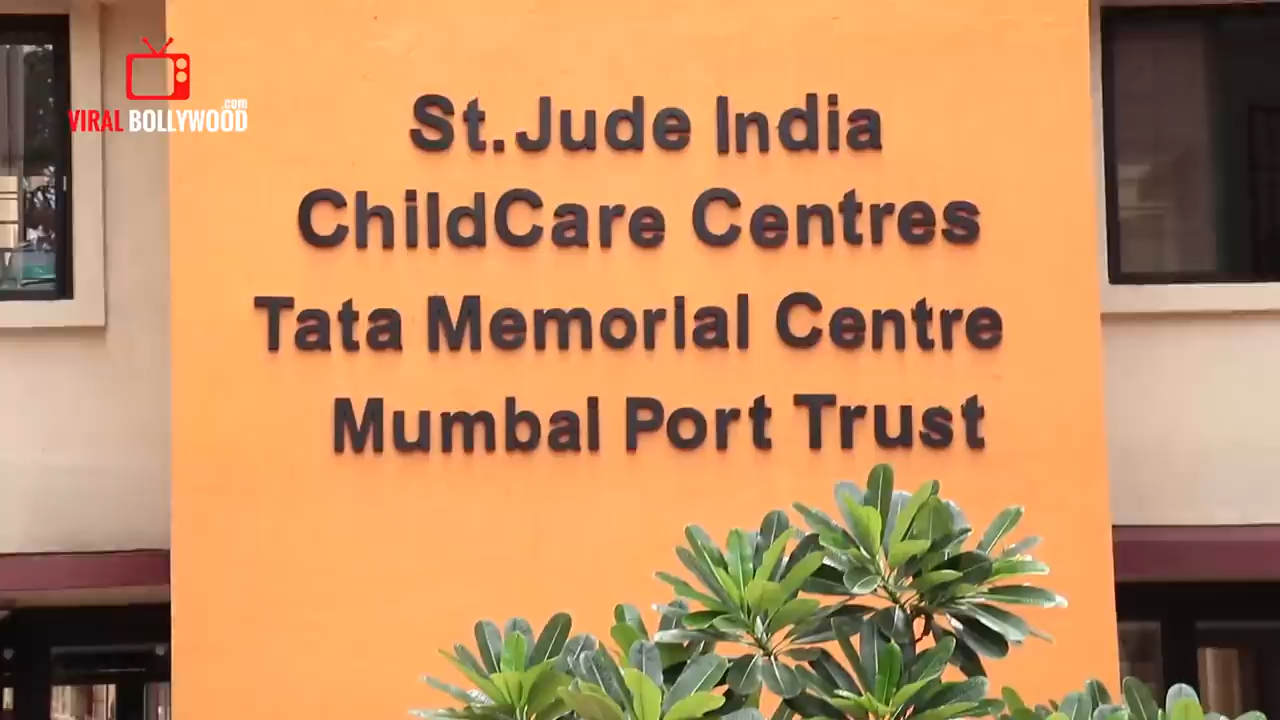 .com
VIRAL BOLLYWOOD
St. Jude India
ChildCare Centres
Tata Memorial Centre
Mumbai Port Trust